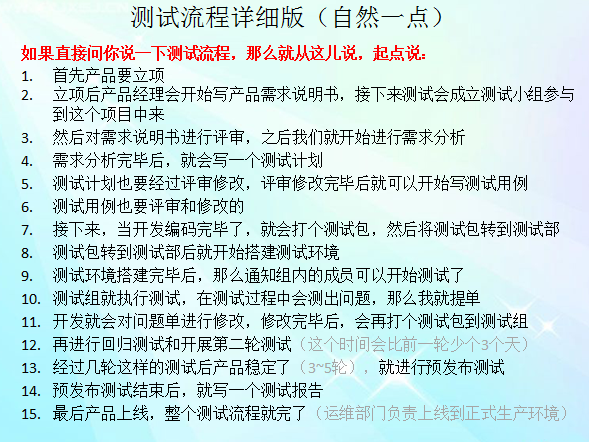 测试流程详细版（自然一点）
如果直接问你说一下测试流程，那么就从这儿说，起点说：
1. 首先产品要立项
2. 立项后产品经理会开始写产品需求说明书，接下来测试会成立测试小组参与
到这个项目中来
3. 然后对需求说明书进行评审，之后我们就开始进行需求分析
4. 需求分析完毕后，就会写一个测试计划
5. 测试计划也要经过评审修改，评审修改完毕后就可以开始写测试用例
6. 测试用例也要评审和修改的
7. 接下来，当开发编码完毕了，就会打个测试包，然后将测试包转到测试部
8. 测试包转到测试部后就开始搭建测试环境
9. 测试环境搭建完毕后，那么通知组内的成员可以开始测试了
10. 测试组就执行测试，在测试过程中会测出问题，那么我就提单
11. 开发就会对问题单进行修改，修改完毕后，会再打个测试包到测试组
12. 再进行回归测试和开展第二轮测试（这个时间会比前一轮少个3个天）
13. 经过几轮这样的测试后产品稳定了（3~5轮），就进行预发布测试
14. 预发布测试结束后，就写一个测试报告
15. 最后产品上线，整个测试流程就完了（运维部门负责上线到正式生产环境）